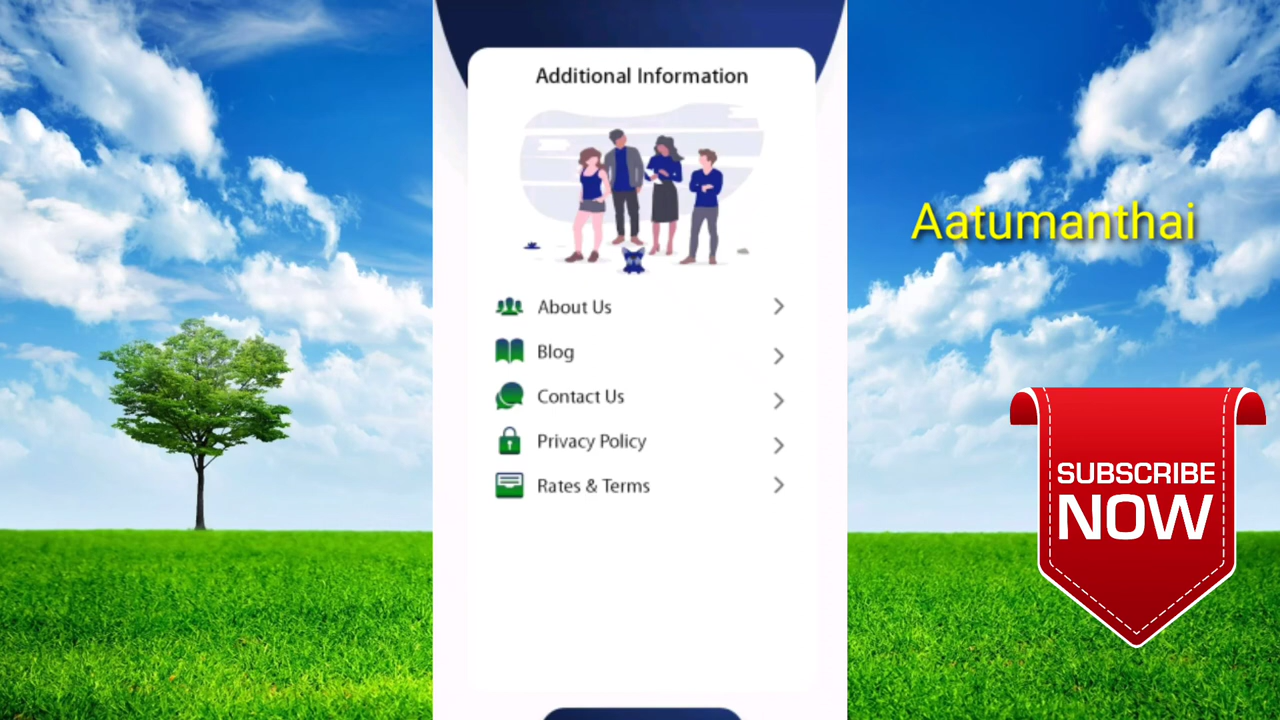 Additional Information
About Us
Blog
Contact Us
Privacy Policy
Rates & Terms
Aatumanthai
SUBSCRIBE
NOW